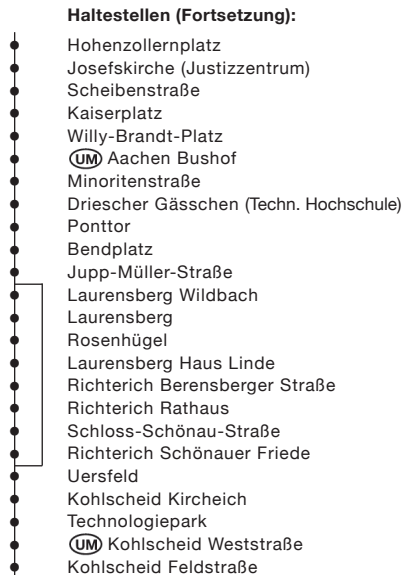 Haltestellen (Fortsetzung):
Hohenzollernplatz
Josefskirche (Justizzentrum)
Scheibenstraße
Kaiserplatz
Willy-Brandt-Platz
UM Aachen Bushof
Minoritenstraße
Driescher Gässchen (Techn. Hochschule)
Ponttor
Bendplatz
Jupp-Müller-Straße
Laurensberg Wildbach
Laurensberg
Rosenhügel
Laurensberg Haus Linde
Richterich Berensberger Straße
Richterich Rathaus
Schloss-Schönau-Straße
Richterich Schönauer Friede
Uersfeld
Kohlscheid Kircheich
Technologiepark
UM Kohlscheid Weststraße
Kohlscheid Feldstraße